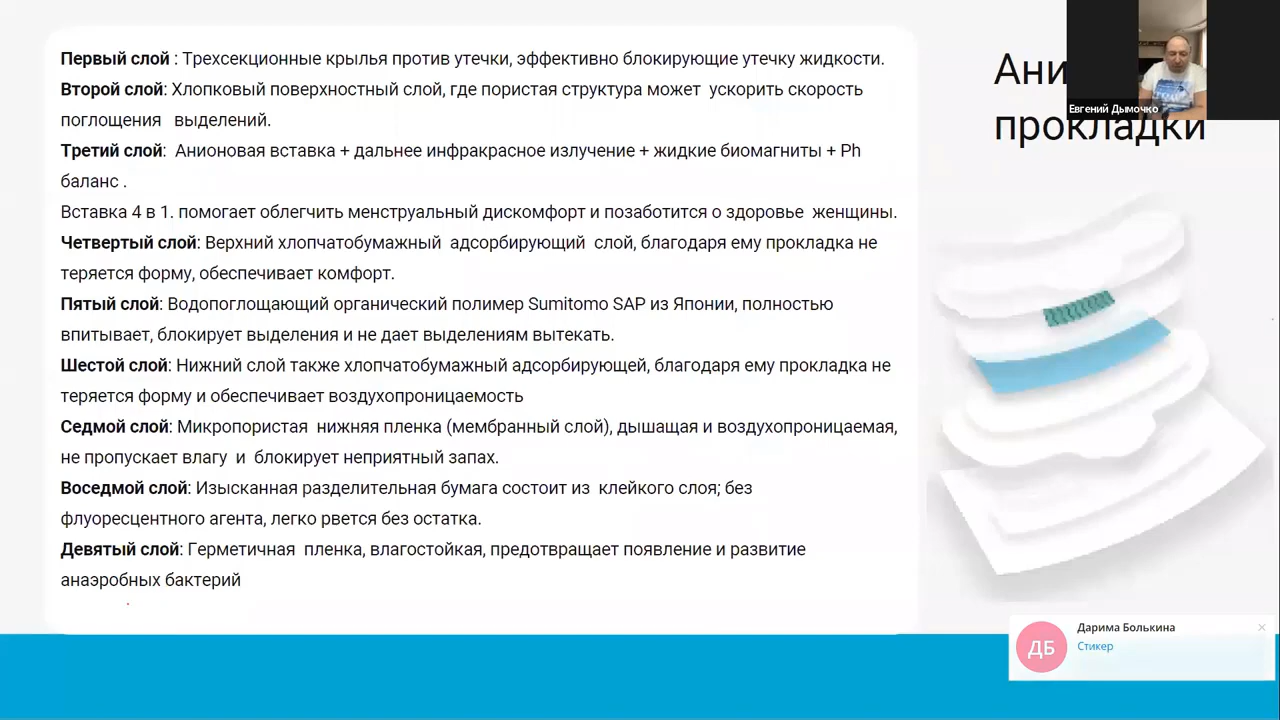 Первый слой : Трехсекционные крылья против утечки, эффективно блокирующие утечку жидкости.
Второй слой: Хлопковый поверхностный слой, где пористая структура может ускорить скорость
поглощения выделений.
Третий слой: Анионовая вставка + дальнее инфракрасное излучение + жидкие биомагниты + Ph
баланс .
Вставка 4 в 1. помогает облегчить менструальный дискомфорт и позаботится о здоровье женщины.
Четвертый слой: Верхний хлопчатобумажный адсорбирующий слой, благодаря ему прокладка не
теряется форму, обеспечивает комфорт.
Пятый слой: Водопоглощающий органический полимер Sumitomo SAP из Японии, полностью
впитывает, блокирует выделения и не дает выделениям вытекать.
Шестой слой: Нижний слой также хлопчатобумажный адсорбирующей, благодаря ему прокладка не
теряется форму и обеспечивает воздухопроницаемость
Седмой слой: Микропористая нижняя пленка (мембранный слой), дышащая и воздухопроницаемая,
не пропускает влагу и блокирует неприятный запах.
Воседмой слой: Изысканная разделительная бумага состоит из клейкого слоя; без
флуоресцентного агента, легко рвется без остатка.
Девятый слой: Герметичная пленка, влагостойкая, предотвращает появление и развитие
анаэробных бактерий
Ани
прокладки
Евгений Дымочко
ДБ
Дарима Болькина
Стикер